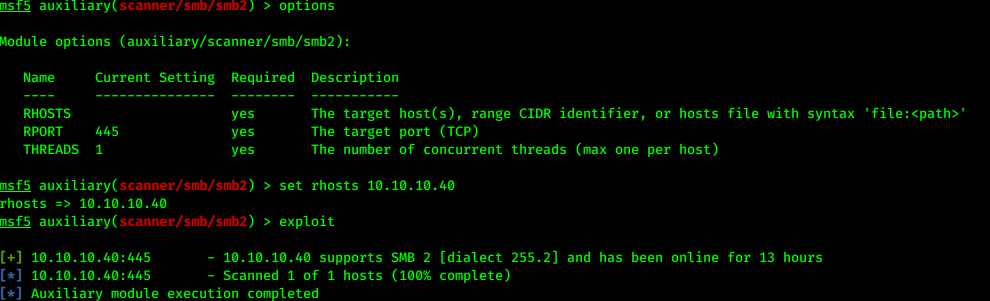 msf5 auxiliary(scanner/smb/smb2) > options
Module options (auxiliary/scanner/smb/smb2):
Name     Current Setting  Required  Description
----     ---------------  --------  -----------
RHOSTS                    yes       The target host(s), range CIDR identifier, or hosts file with syntax 'file:<path>'
RPORT    445              yes       The target port (TCP)
THREADS  1                yes       The number of concurrent threads (max one per host)
msf5 auxiliary(scanner/smb/smb2) > set rhosts 10.10.10.40
rhosts => 10.10.10.40
msf5 auxiliary(scanner/smb/smb2) > exploit
[+] 10.10.10.40:445       - 10.10.10.40 supports SMB 2 [dialect 255.2] and has been online for 13 hours
[*] 10.10.10.40:445       - Scanned 1 of 1 hosts (100% complete)
[*] Auxiliary module execution completed